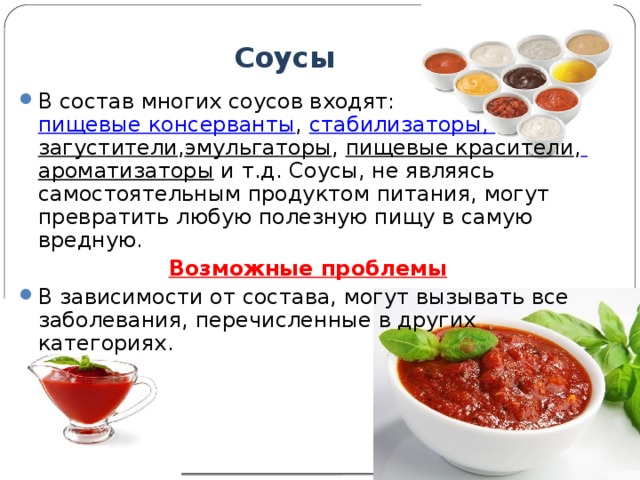 Соусы
В состав многих соусов входят:
пищевые консерванты, стабилизаторы,
загустители,эмульгаторы, пищевые красители,
ароматизаторы и т.д. Соусы, не являясь
самостоятельным продуктом питания, могут
превратить любую полезную пищу в самую
вредную.
Возможные проблемы
В зависимости от состава, могут вызывать все
заболевания, перечисленные в других
категориях.